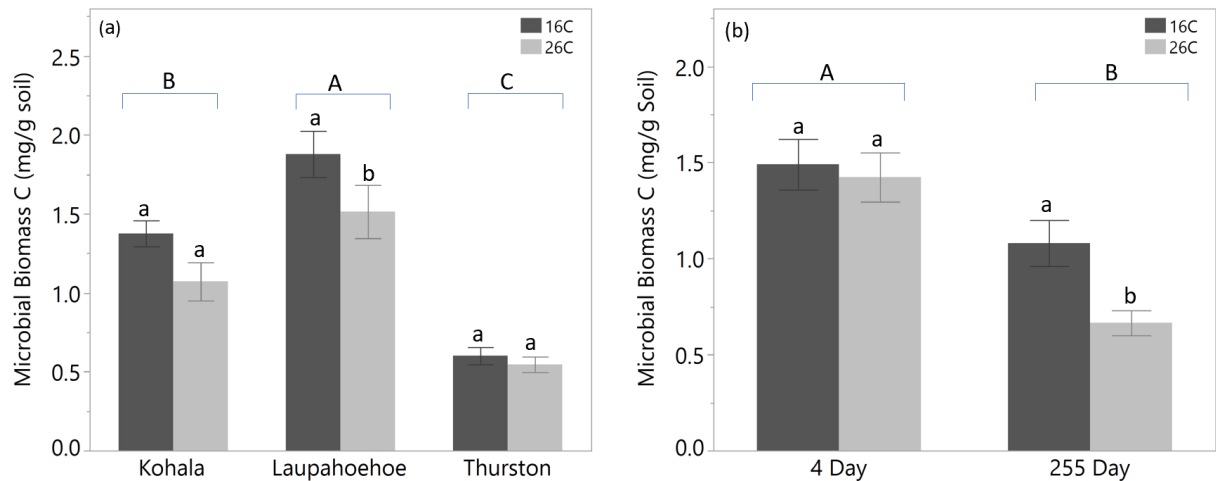 (a)
16C
26C
Microbial Biomass C (mg/g soil)
2.5
2.0
1.5
1.0
0.5
0.0
B
A
C
a
a
a
b
a
a
Kohala
Laupahoehoe
Thurston
(b)
16C
26C
Microbial Biomass C (mg/g Soil)
2.0
1.5
1.0
0.5
0.0
A
B
a
a
a
b
4 Day
255 Day